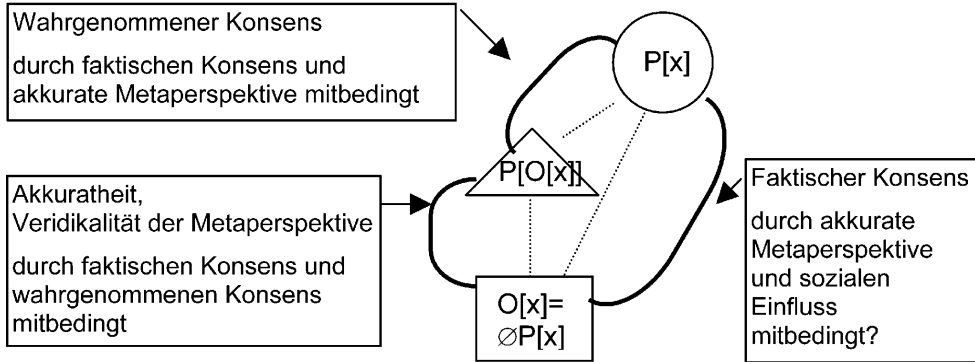 Wahrgenommener Konsens
durch faktischen Konsens und
akkurate Metaperspektive mitbedingt
P[x]
P[O[x]]
Akkuratheit,
Veridikalität der Metaperspektive
durch faktischen Konsens und
wahrgenommenen Konsens
mitbedingt
Faktischer Konsens
durch akkurate
Metaperspektive
und sozialen
Einfluss
mitbedingt?
O[x]=
∅P[x]